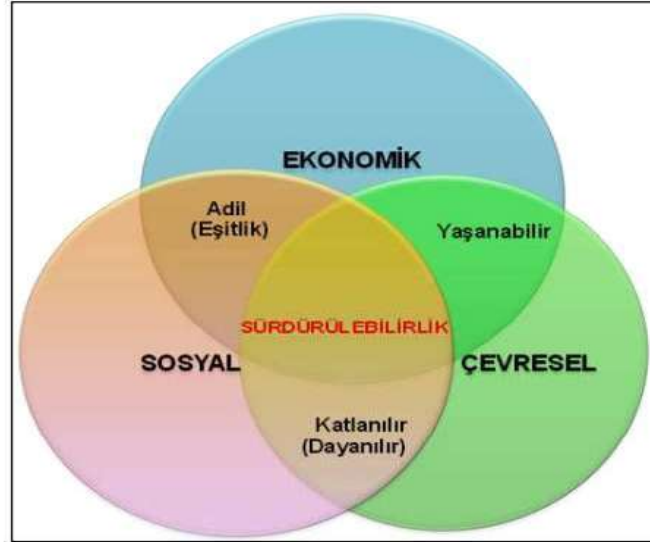 EKONOMİK
Adil
(Eşitlik)
Yaşanabilir
SÜRDÜRÜLEBİLİRLİK
SOSYAL
ÇEVRESEL
Katlanılır
(Dayanılır)